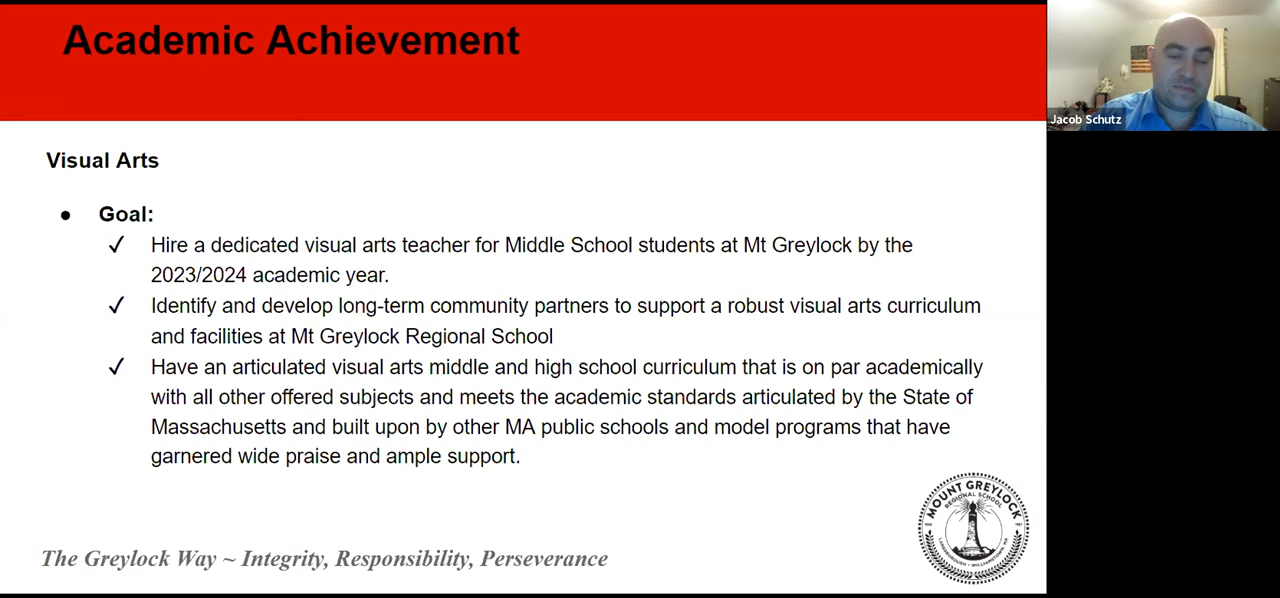 Academic Achievement
Jacob Schutz
Visual Arts
● Goal:
✓ Hire a dedicated visual arts teacher for Middle School students at Mt Greylock by the
2023/2024 academic year.
✓ Identify and develop long-term community partners to support a robust visual arts curriculum
and facilities at Mt Greylock Regional School
✓ Have an articulated visual arts middle and high school curriculum that is on par academically
with all other offered subjects and meets the academic standards articulated by the State of
Massachusetts and built upon by other MA public schools and model programs that have
garnered wide praise and ample support.
MOUNT GREYLOCK
REGIONAL SCHOOL
LANESBOROUGH • WILLIAMSTOWN, MA
The Greylock Way ~ Integrity, Responsibility, Perseverance